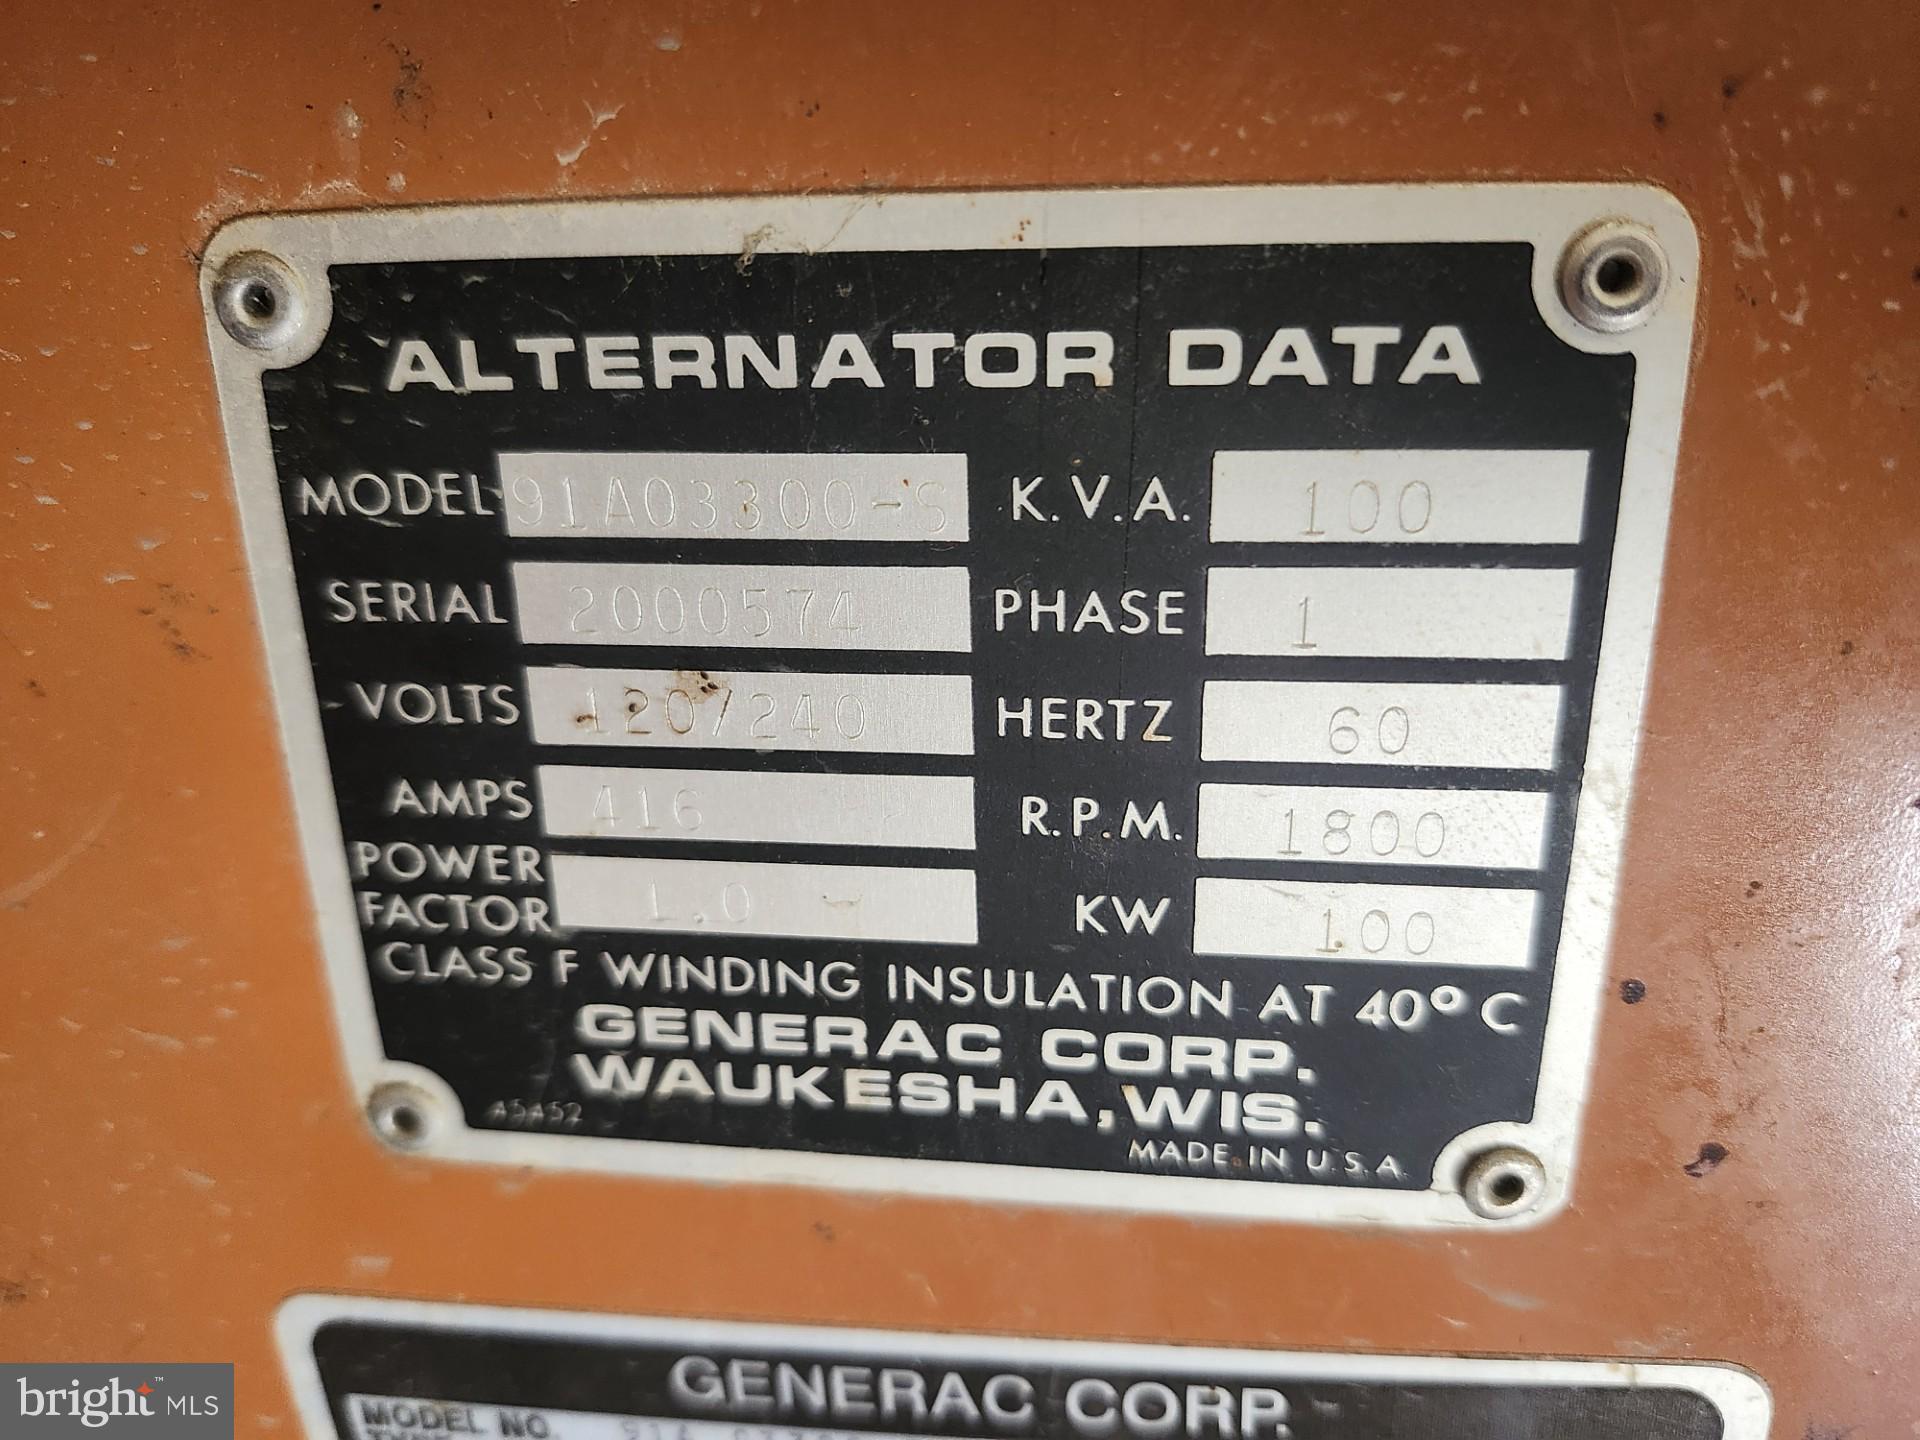 ALTERNATOR DATA
MODEL 91A03300-S K.V.A. 100
SERIAL 2000574 PHASE 1
VOLTS 120/240 HERTZ 60
AMPS 416 R.P.M. 1800
POWER FACTOR 1.0 KW 100
CLASS F WINDING INSULATION AT 40° C
GENERAC CORP.
WAUKESHA, WIS.
A5A52
MADE IN U.S.A.
GENERAC CORP.
MODEL NO.
bright MLS